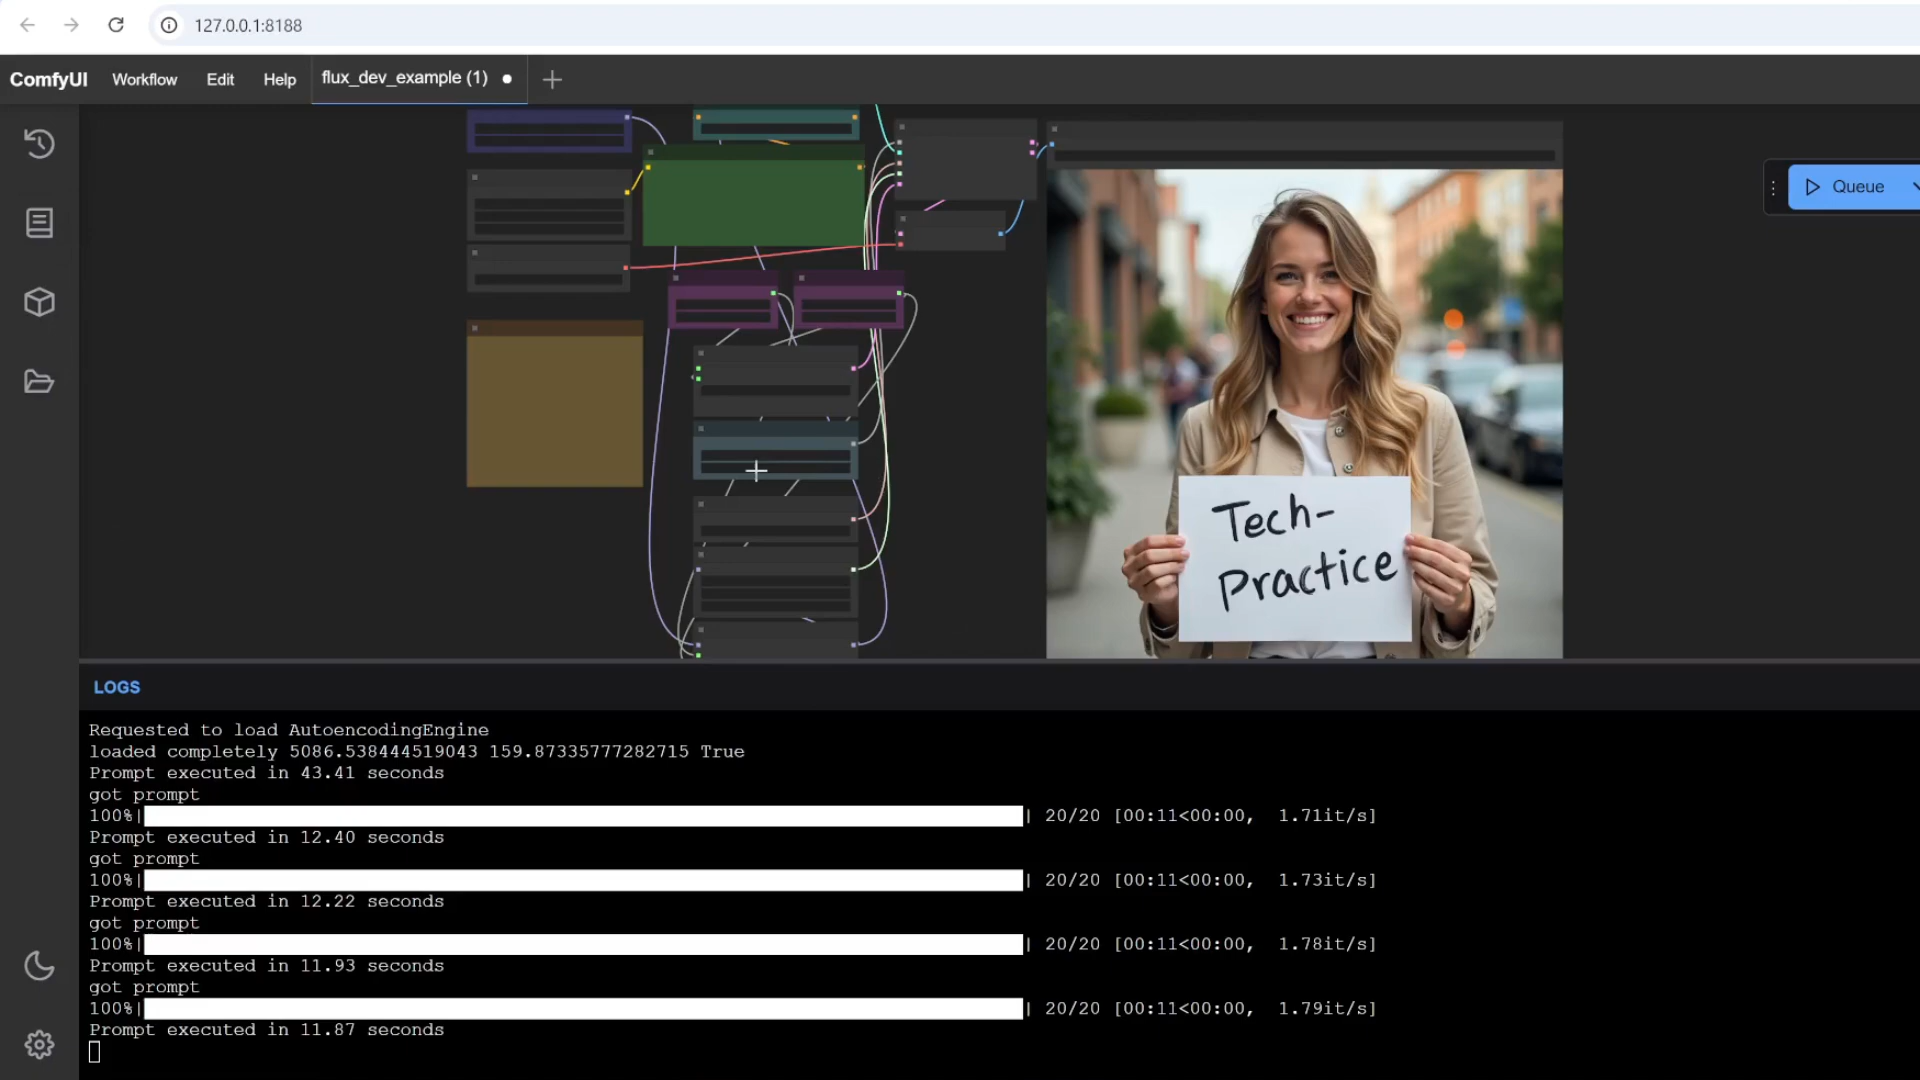 127.0.0.1:8188
ComfyUI Workflow Edit Help flux_dev_example (1)
Queue
Tech-
Practice
LOGS
Requested to load AutoencodingEngine
loaded completely 5086.538444519043 159.87335777282715 True
Prompt executed in 43.41 seconds
got prompt
100%| | 20/20 [00:11<00:00, 1.71it/s]
Prompt executed in 12.40 seconds
got prompt
100%| | 20/20 [00:11<00:00, 1.73it/s]
Prompt executed in 12.22 seconds
got prompt
100%| | 20/20 [00:11<00:00, 1.78it/s]
Prompt executed in 11.93 seconds
got prompt
100%| | 20/20 [00:11<00:00, 1.79it/s]
Prompt executed in 11.87 seconds